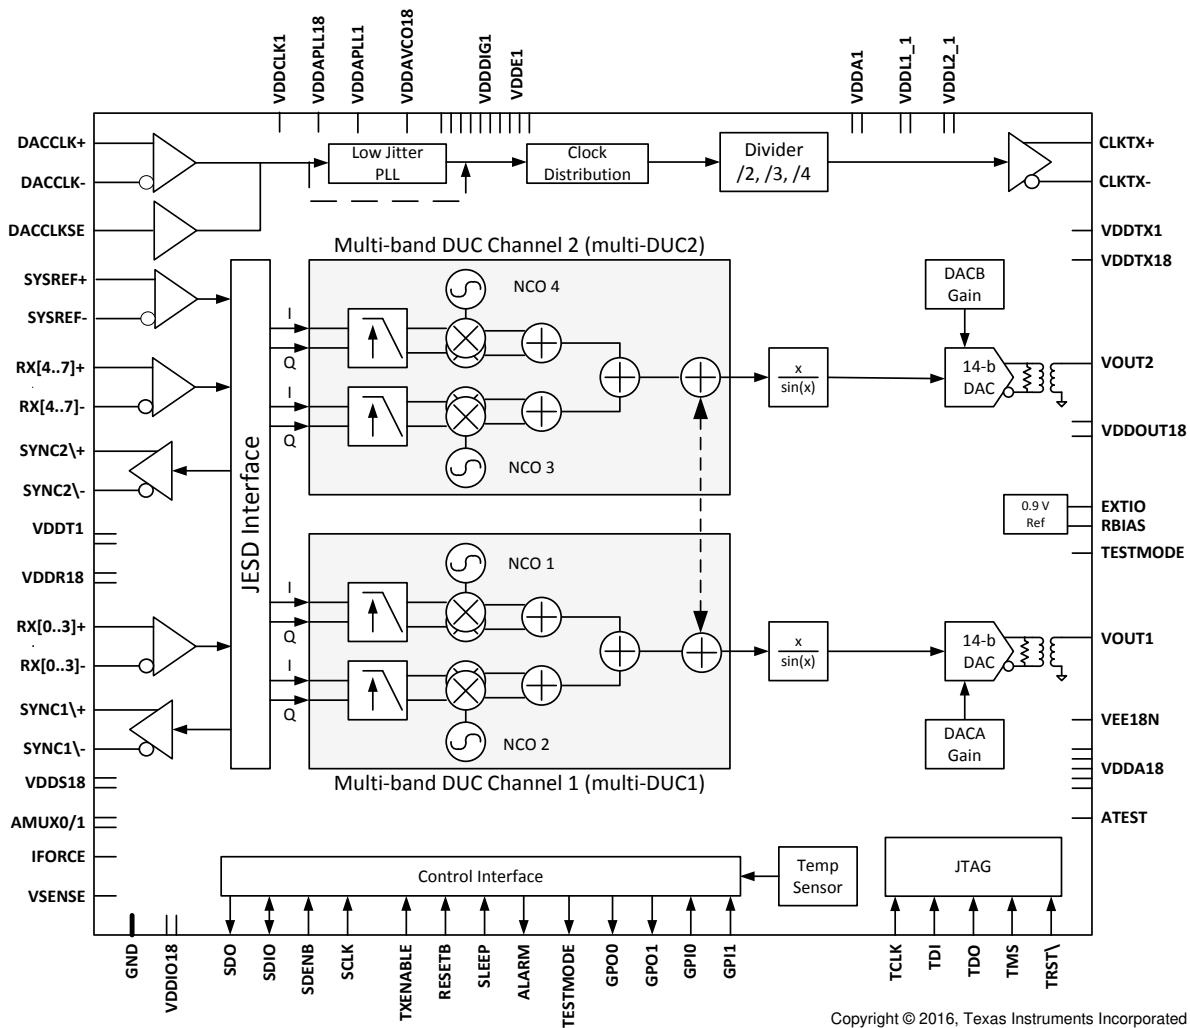 VDDCLK1
VDDAPLL18
VDDAPLL1
VDDAVCO18
VDDDIG1
VDDE1
VDDA1
VDDL1_1
VDDL2_1
DACCLK+
DACCLK-
DACCLKSE
SYSREF+
SYSREF-
RX[4..7]+
RX[4..7]-
SYNC2\+
SYNC2\-
VDDT1
VDDR18
RX[0..3]+
RX[0..3]-
SYNC1\+
SYNC1\-
VDDS18
AMUX0/1
IFORCE
VSENSE
Low Jitter
PLL
Clock
Distribution
Divider
/2, /3, /4
JESD Interface
Multi-band DUC Channel 2 (multi-DUC2)
I
Q
I
Q
NCO 4
NCO 3
x
sin(x)
DACB
Gain
14-b
DAC
I
Q
I
Q
NCO 1
NCO 2
Multi-band DUC Channel 1 (multi-DUC1)
x
sin(x)
14-b
DAC
DACA
Gain
0.9 V
Ref
Control Interface
Temp
Sensor
JTAG
CLKTX+
CLKTX-
VDDTX1
VDDTX18
VOUT2
VDDOUT18
EXTIO
RBIAS
TESTMODE
VOUT1
VEE18N
VDDA18
ATEST
GND
VDDIO18
SDO
SDIO
SDENB
SCLK
TXENABLE
RESETB
SLEEP
ALARM
TESTMODE
GPO0
GPO1
GPI0
GPI1
TCLK
TDI
TDO
TMS
TRST\
Copyright © 2016, Texas Instruments Incorporated